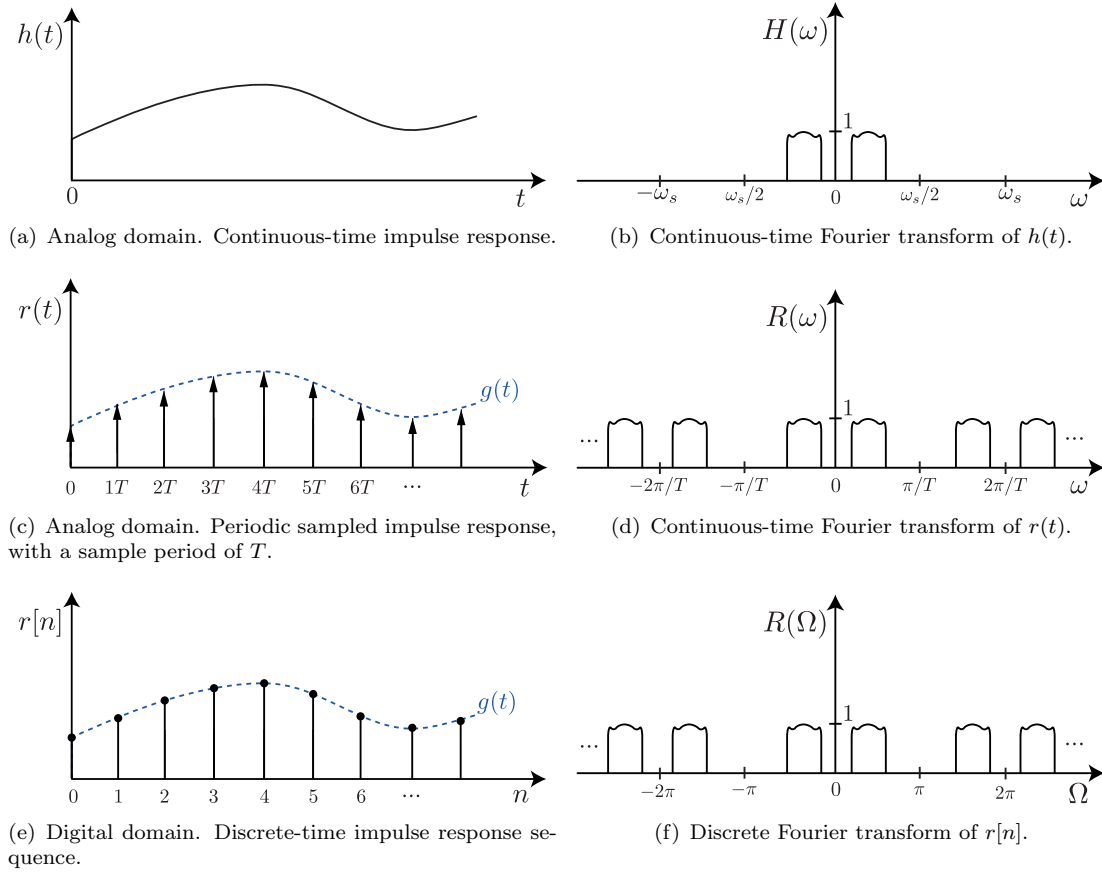 h(t)
0
t
(a) Analog domain. Continuous-time impulse response.
H(ω)
1
−ω_s
ω_s/2
0
ω_s/2
ω_s
ω
(b) Continuous-time Fourier transform of h(t).
r(t)
g(t)
0 1T 2T 3T 4T 5T 6T ...
t
(c) Analog domain. Periodic sampled impulse response,
with a sample period of T.
R(ω)
1
...
...
−2π/T −π/T 0 π/T 2π/T
ω
(d) Continuous-time Fourier transform of r(t).
r[n]
g(t)
0 1 2 3 4 5 6 ...
n
(e) Digital domain. Discrete-time impulse response se-
quence.
R(Ω)
1
...
...
−2π −π 0 π 2π
Ω
(f) Discrete Fourier transform of r[n].